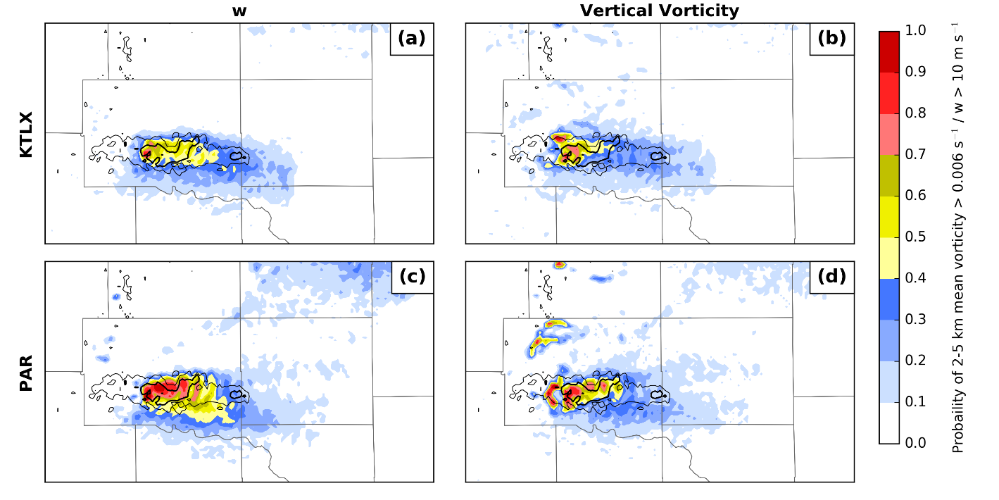 w
Vertical Vorticity
(a)
(b)
KTLX
(c)
(d)
PAR
1.0
0.9
0.8
0.7
0.6
0.5
0.4
0.3
0.2
0.1
0.0
Probability of 2-5 km mean vorticity > 0.006 s⁻¹ / w > 10 m s⁻¹